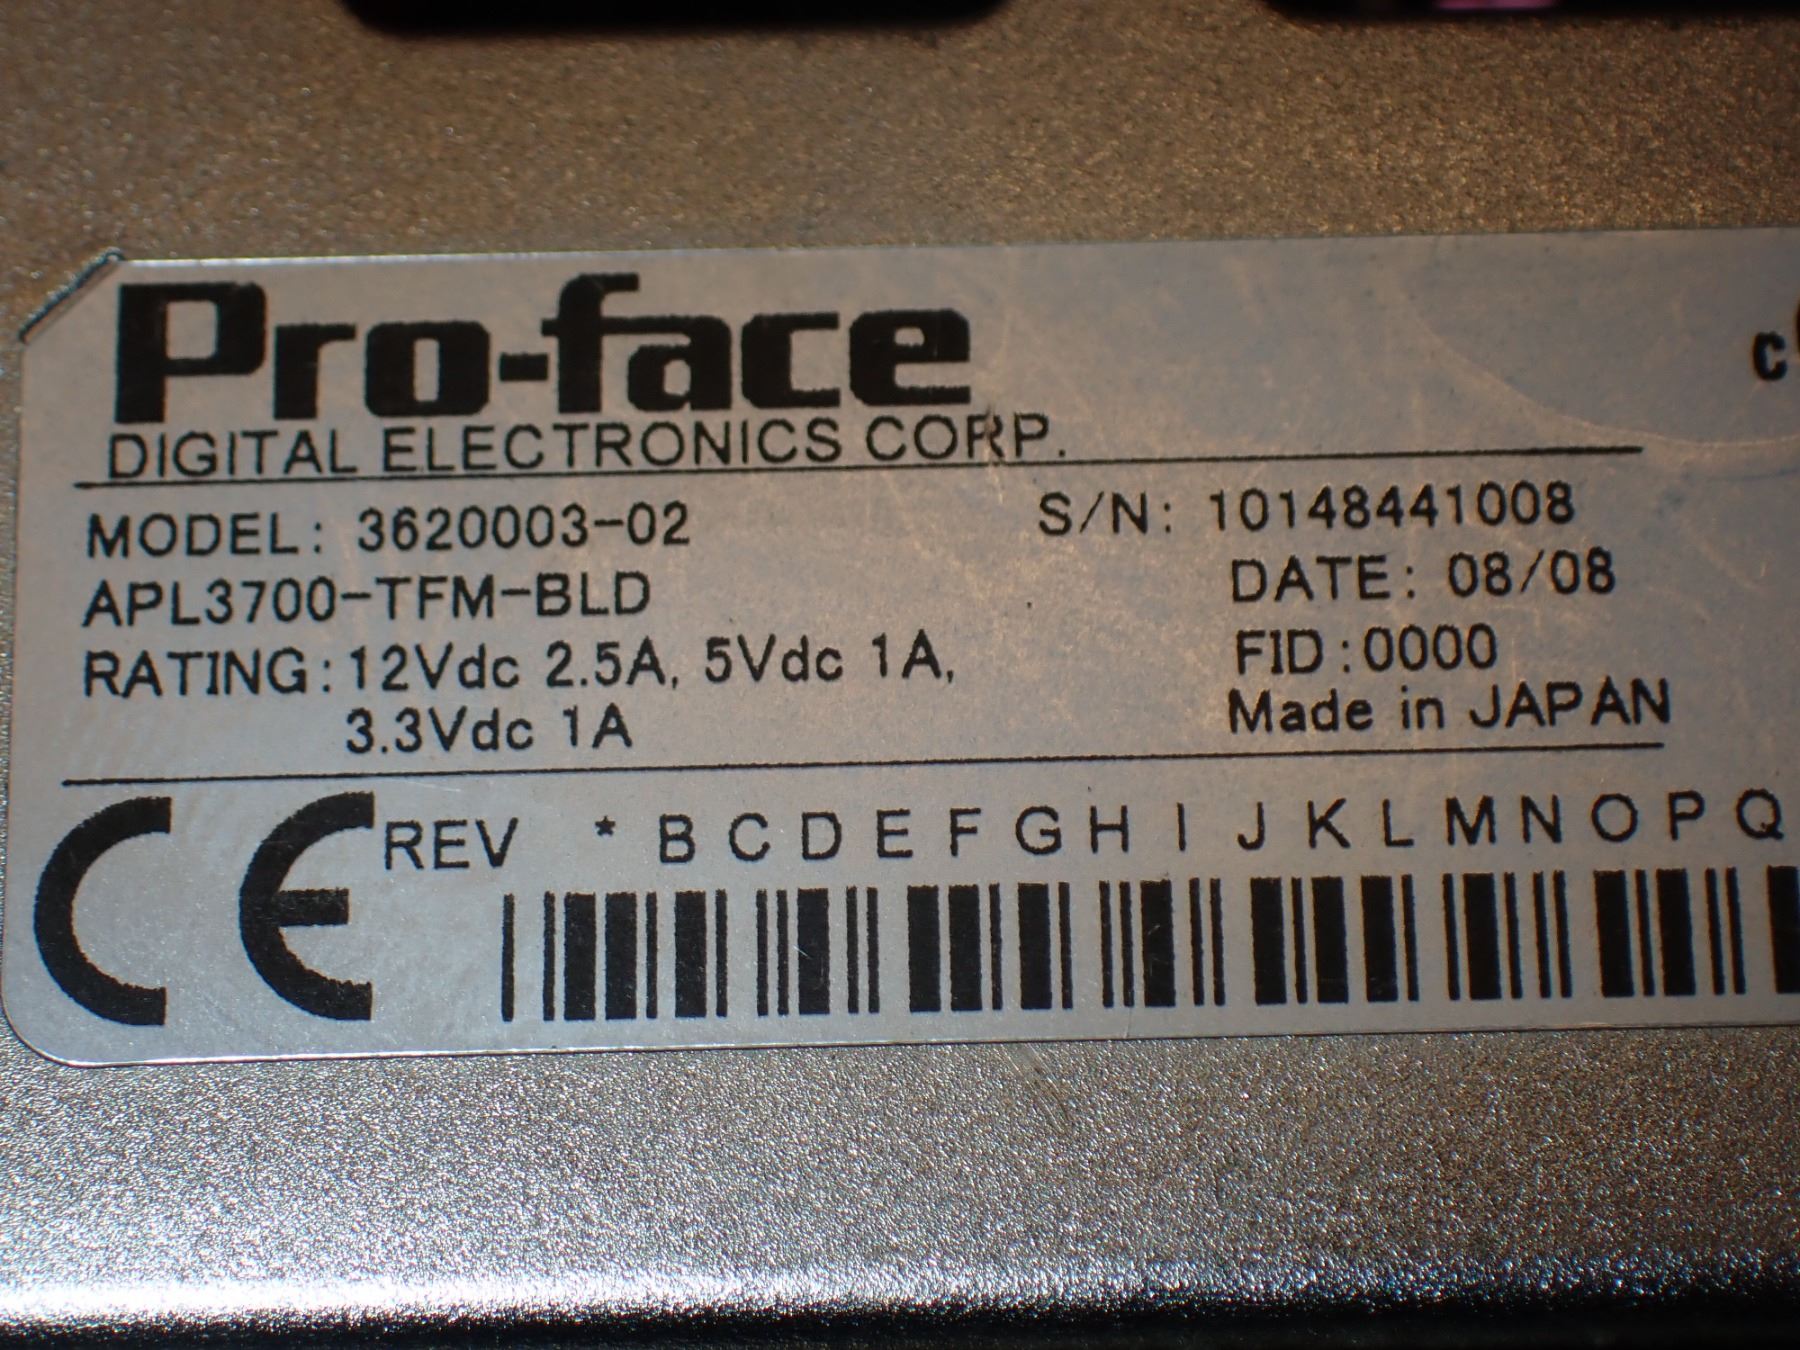 Pro-face
DIGITAL ELECTRONICS CORP.
c
MODEL: 3620003-02
S/N: 10148441008
APL3700-TFM-BLD
DATE: 08/08
RATING:12Vdc 2.5A, 5Vdc 1A,
FID:0000
3.3Vdc 1A
Made in JAPAN
CE
REV * B C D E F G H I J K L M N O P Q